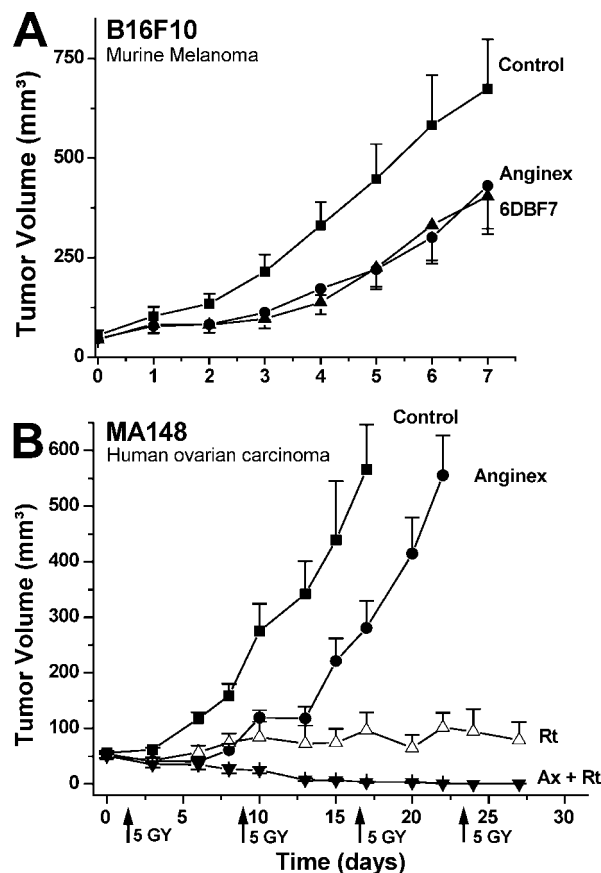 A
B16F10
Murine Melanoma
Tumor Volume (mm³)
750
500
250
0
0 1 2 3 4 5 6 7
Control
Anginex
6DBF7
B
MA148
Human ovarian carcinoma
Tumor Volume (mm³)
600
500
400
300
200
100
0
Control
Anginex
Rt
Ax + Rt
0 5 10 15 20 25 30
5 GY 5 GY 5 GY 5 GY
Time (days)